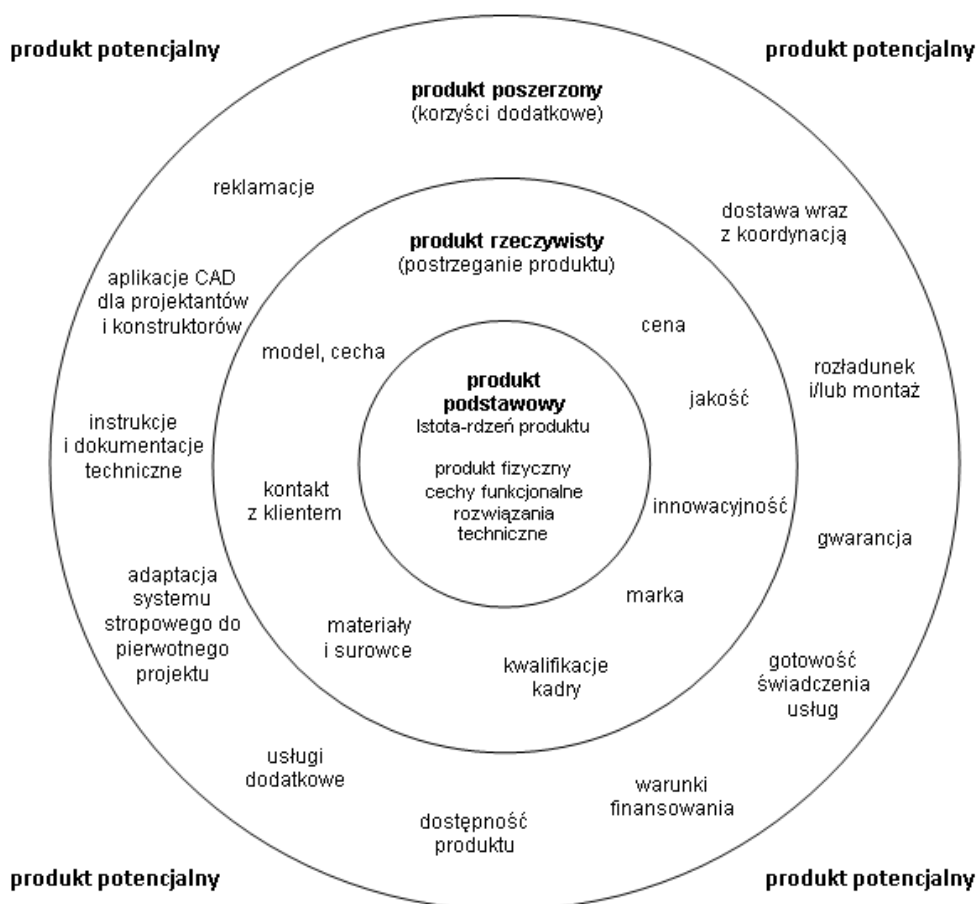 produkt potencjalny
produkt potencjalny
produkt poszerzony
(korzyści dodatkowe)
reklamacje
dostawa wraz
z koordynacją
produkt rzeczywisty
(postrzeganie produktu)
aplikacje CAD
dla projektantów
i konstruktorów
cena
model, cecha
rozładunek
i/lub montaż
produkt
podstawowy
Istota-rdzeń produktu
jakość
instrukcje
i dokumentacje
techniczne
produkt fizyczny
cechy funkcjonalne
rozwiązania
techniczne
kontakt
z klientem
innowacyjność
gwarancja
adaptacja
systemu
stropowego do
pierwotnego
projektu
marka
materiały
i surowce
kwalifikacje
kadry
gotowość
świadczenia
usług
usługi
dodatkowe
warunki
finansowania
dostępność
produktu
produkt potencjalny
produkt potencjalny